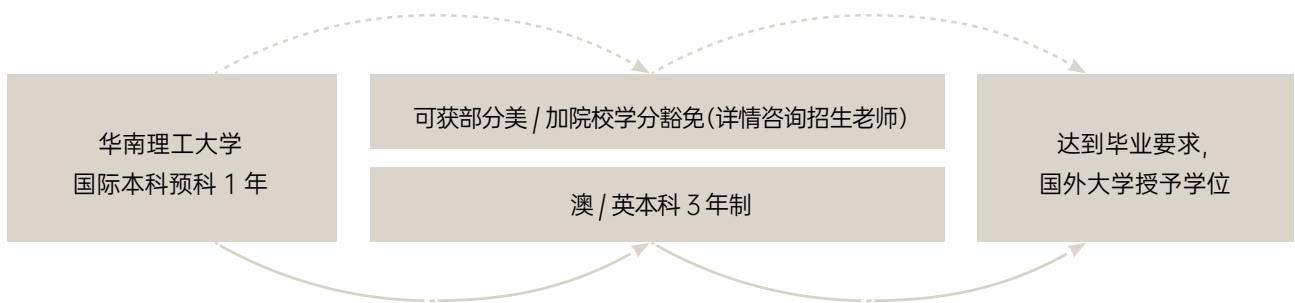 华南理工大学
国际本科预科 1 年
可获部分美 / 加院校学分豁免(详情咨询招生老师)
澳 / 英本科 3 年制
达到毕业要求,
国外大学授予学位